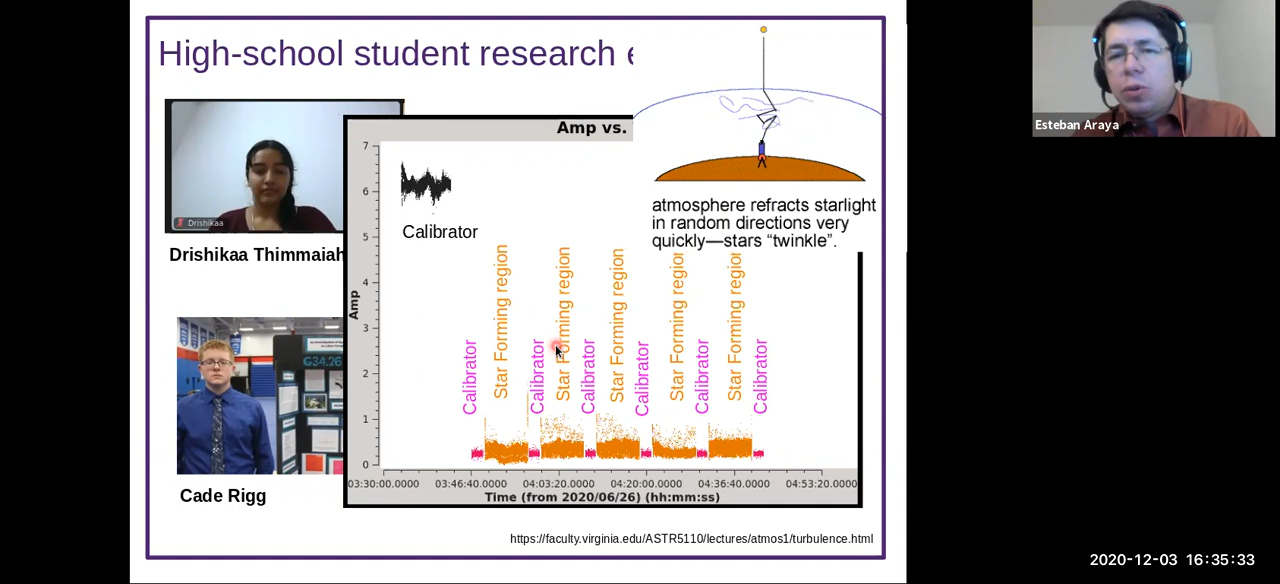 High-school student research e
Drishikaa
Drishikaa Thimmaiah
G34.26
Cade Rigg
Amp vs.
Amp
7
6
5
4
3
2
1
0
Calibrator
Calibrator
Star Forming region
Calibrator
Star Forming region
Calibrator
Star Forming region
Calibrator
Star Forming region
Calibrator
Star Forming region
Calibrator
03:30:00.0000 03:46:40.0000 04:03:20.0000 04:20:00.0000 04:36:40.0000 04:53:20.0000
Time (from 2020/06/26) (hh:mm:ss)
atmosphere refracts starlight
in random directions very
quickly—stars “twinkle”.
https://faculty.virginia.edu/ASTR5110/lectures/atmos1/turbulence.html
Esteban Araya
2020-12-03 16:35:33